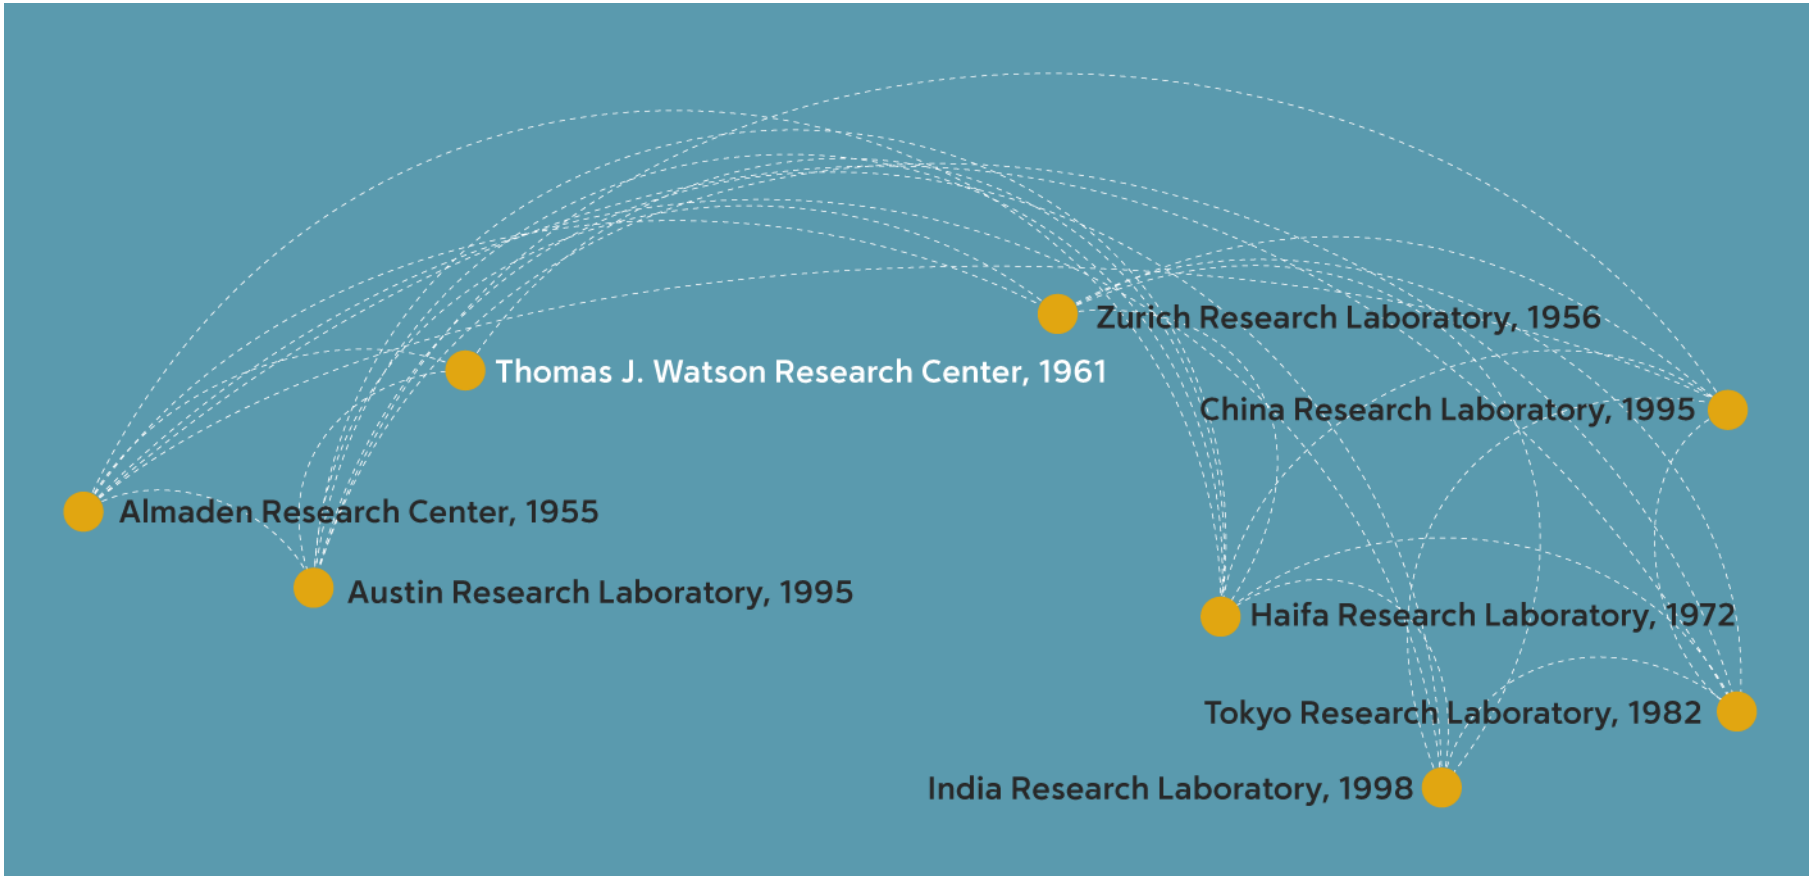 Zurich Research Laboratory, 1956
Thomas J. Watson Research Center, 1961
China Research Laboratory, 1995
Almaden Research Center, 1955
Austin Research Laboratory, 1995
Haifa Research Laboratory, 1972
Tokyo Research Laboratory, 1982
India Research Laboratory, 1998